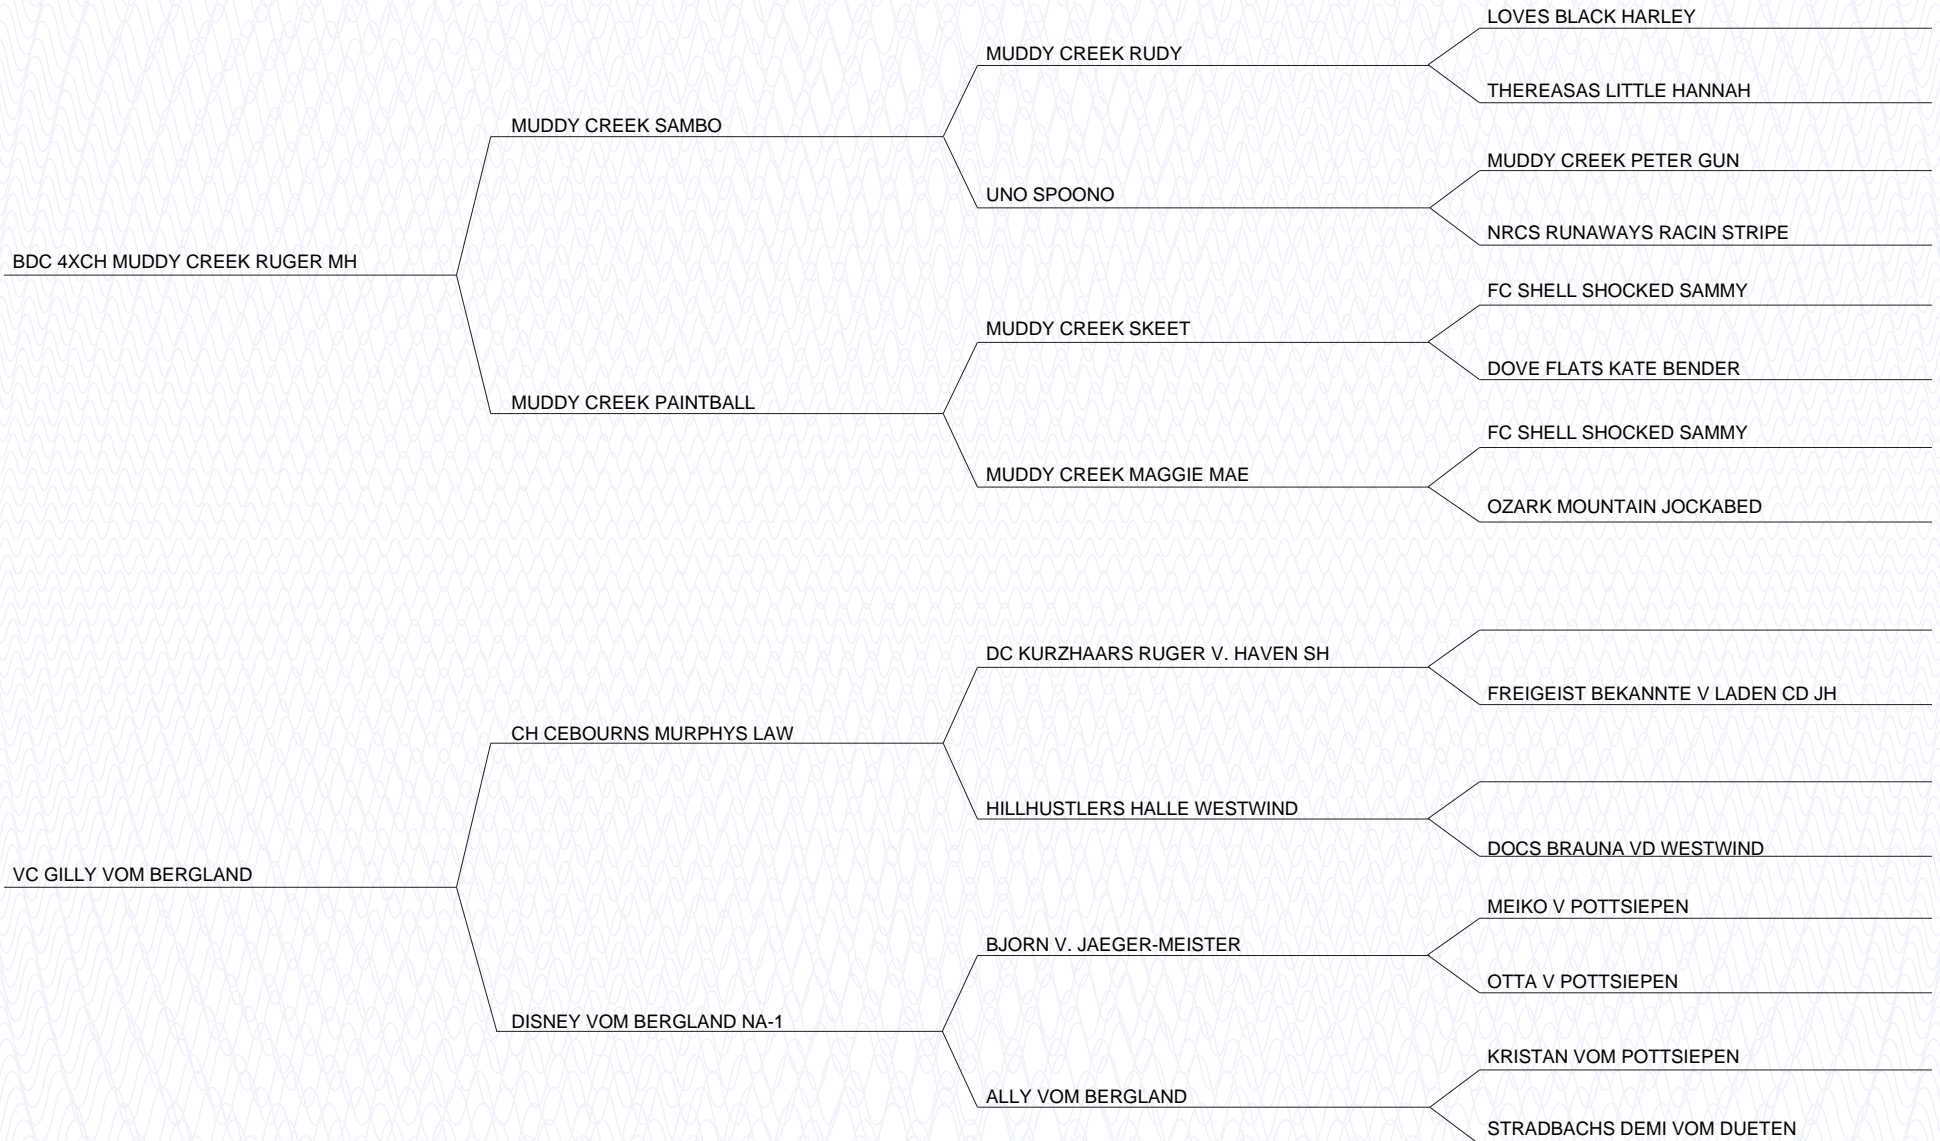 LOVES BLACK HARLEY
MUDDY CREEK RUDY
THEREASAS LITTLE HANNAH
MUDDY CREEK SAMBO
MUDDY CREEK PETER GUN
UNO SPOONO
NRCS RUNAWAYS RACIN STRIPE
BDC 4XCH MUDDY CREEK RUGER MH
FC SHELL SHOCKED SAMMY
MUDDY CREEK SKEET
DOVE FLATS KATE BENDER
MUDDY CREEK PAINTBALL
FC SHELL SHOCKED SAMMY
MUDDY CREEK MAGGIE MAE
OZARK MOUNTAIN JOCKABED
DC KURZHAARS RUGER V. HAVEN SH
FREIGEIST BEKANNTE V LADEN CD JH
CH CEBOURNS MURPHYS LAW
HILLHUSTLERS HALLE WESTWIND
DOCS BRAUNA VD WESTWIND
VC GILLY VOM BERGLAND
MEIKO V POTTSIEPEN
BJORN V. JAEGER-MEISTER
OTTA V POTTSIEPEN
DISNEY VOM BERGLAND NA-1
KRISTAN VOM POTTSIEPEN
ALLY VOM BERGLAND
STRADBACHS DEMI VOM DUETEN